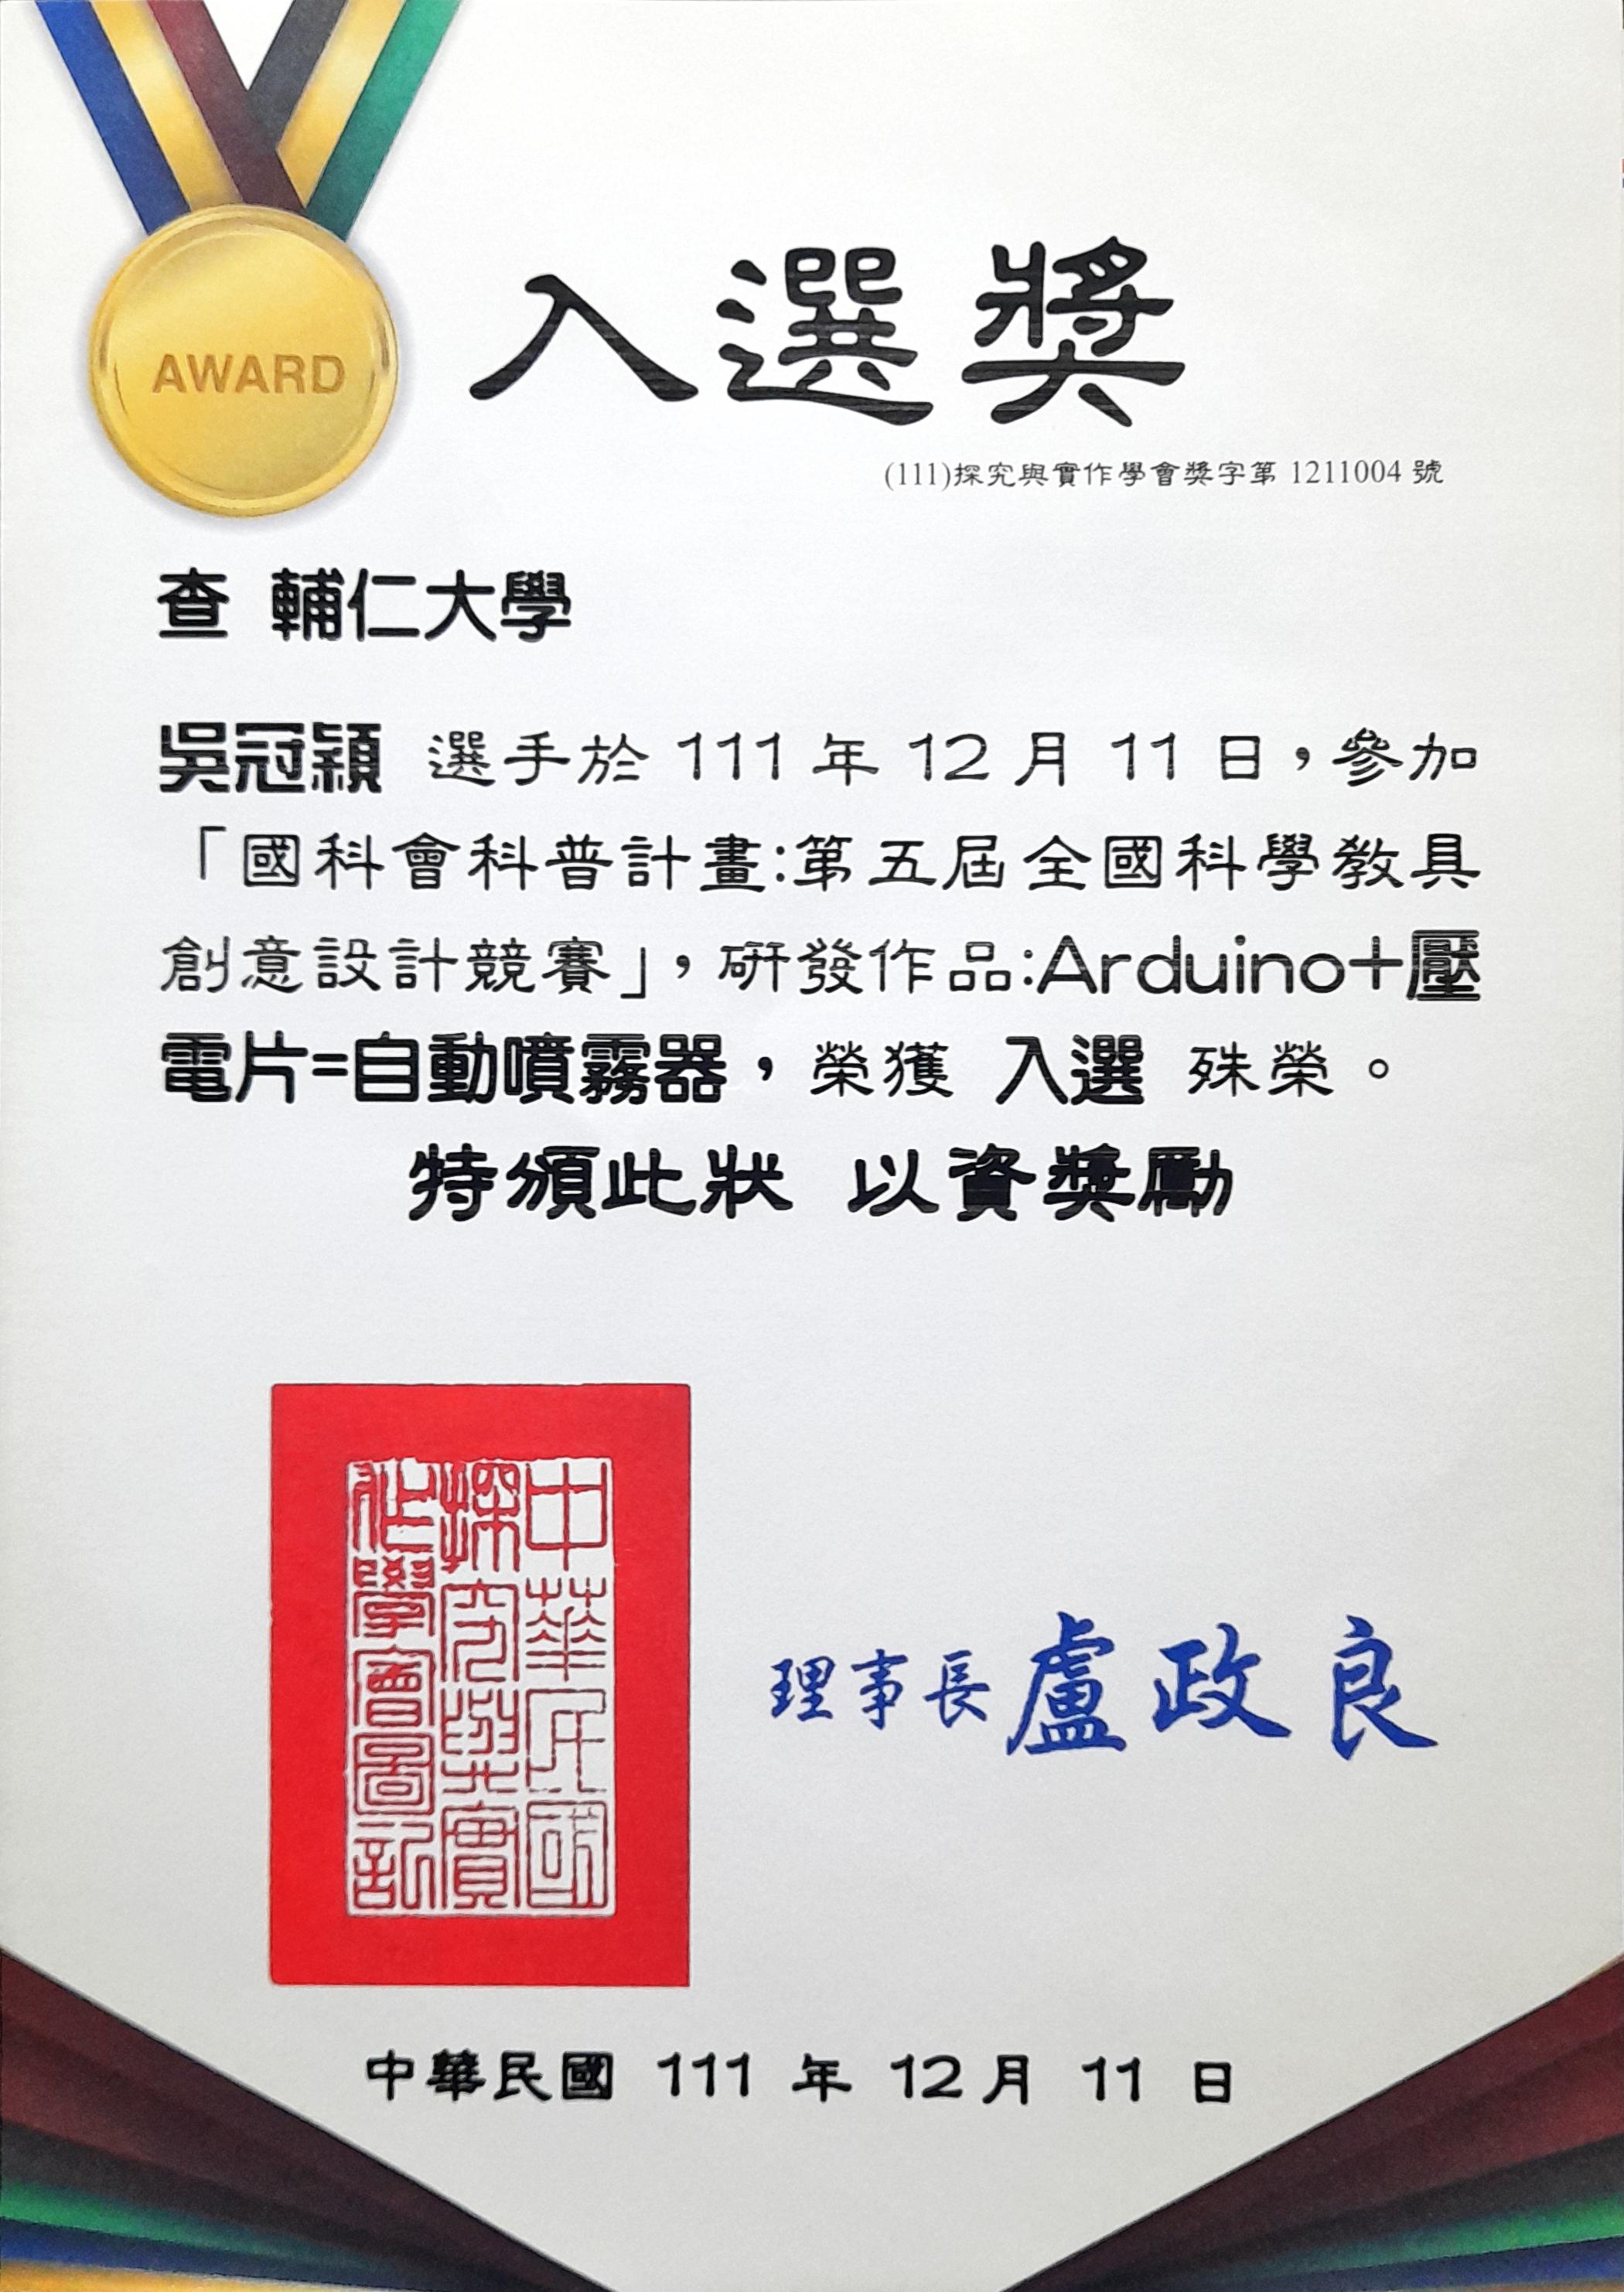 AWARD
入選獎
(111)探究與實作學會獎字第 1211004 號
查 輔仁大學
吳冠穎 選手於 111 年 12 月 11 日，參加
「國科會科普計畫:第五屆全國科學教具
創意設計競賽」，研發作品:Arduino+壓
電片=自動噴霧器，榮獲 入選 殊榮。
特頒此狀 以資獎勵
中華民國
探究與實
作學會圖記
理事長 盧政良
中華民國 111 年 12 月 11 日